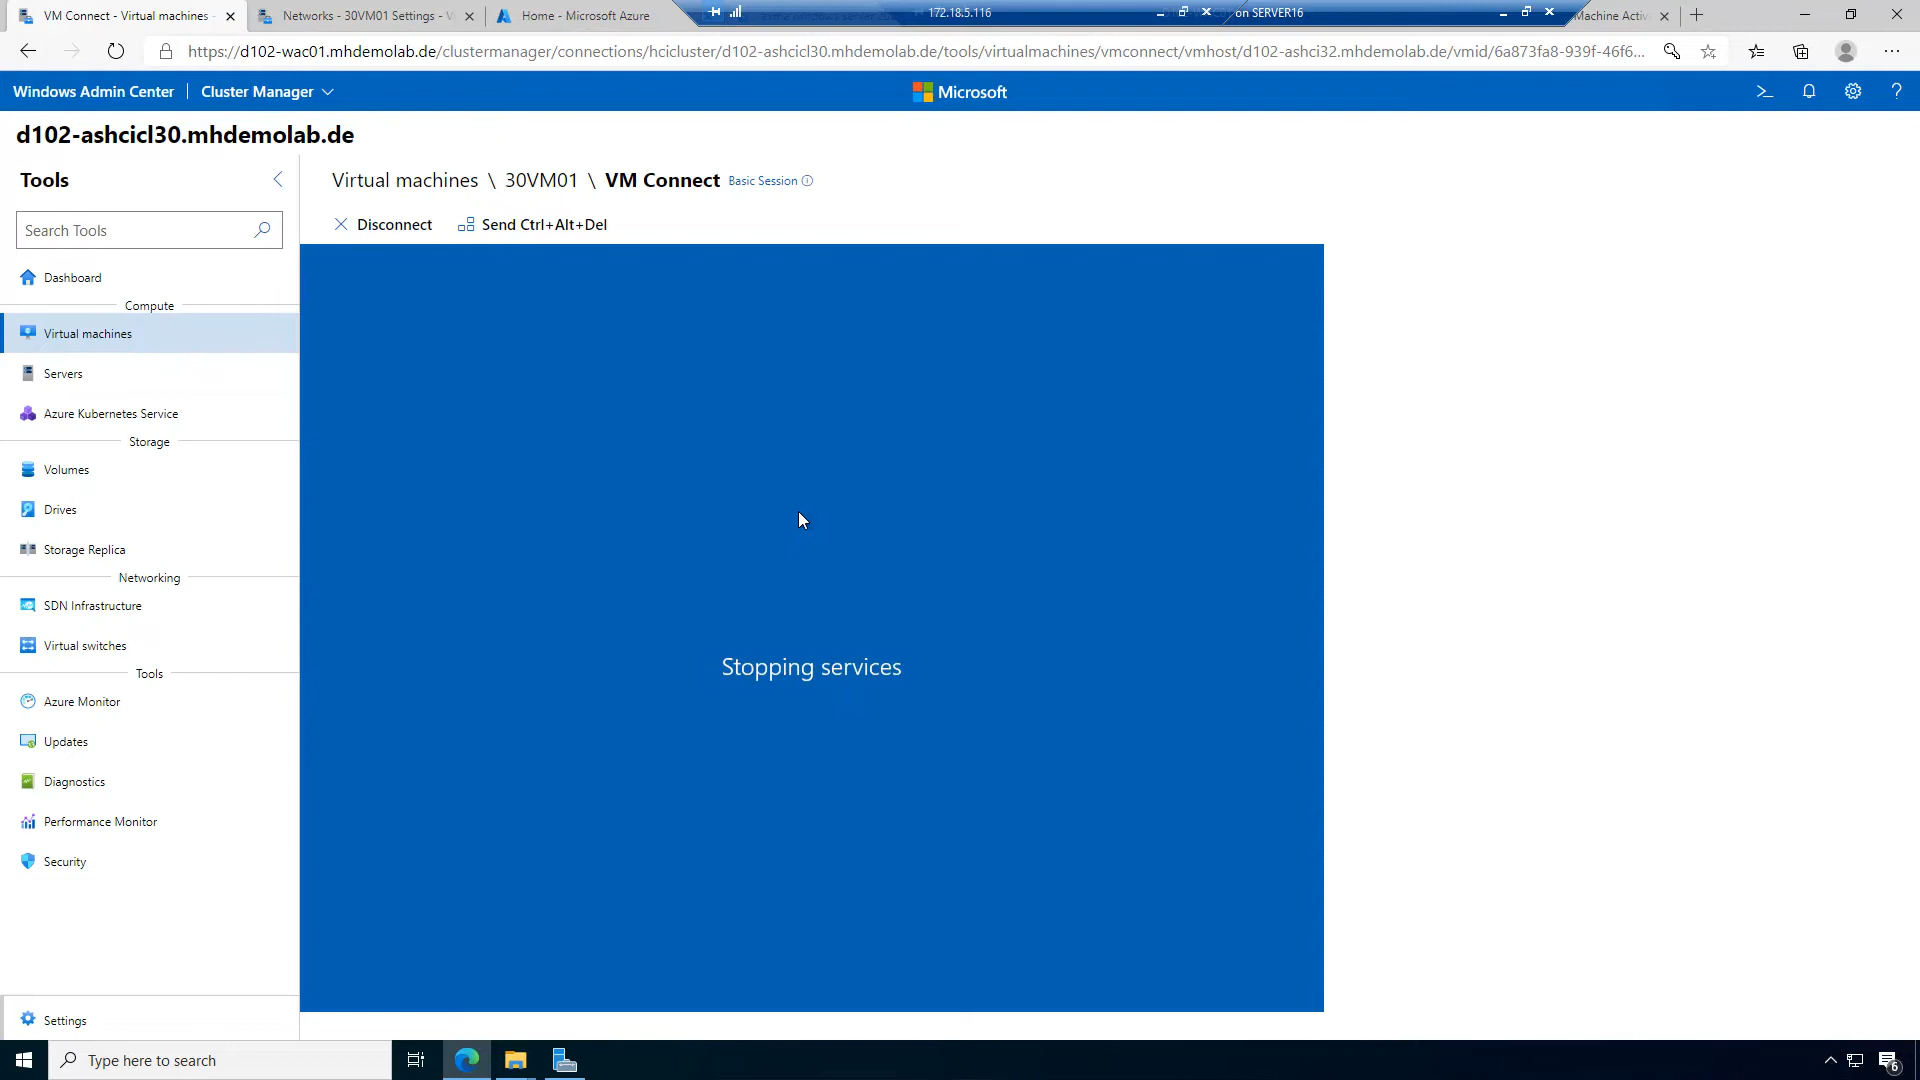 VM Connect - Virtual machines -
Networks - 30VM01 Settings - V
Home - Microsoft Azure
172.18.5.116
on SERVER16
Machine Activ
https://d102-wac01.mhdemolab.de/clustermanager/connections/hcicluster/d102-ashcicl30.mhdemolab.de/tools/virtualmachines/vmconnect/vmhost/d102-ashci32.mhdemolab.de/vmid/6a873fa8-939f-46f6...
Windows Admin Center
Cluster Manager
Microsoft
d102-ashcicl30.mhdemolab.de
Tools
Virtual machines \ 30VM01 \ VM Connect Basic Session
Search Tools
Disconnect
Send Ctrl+Alt+Del
Dashboard
Compute
Virtual machines
Servers
Azure Kubernetes Service
Storage
Volumes
Drives
Storage Replica
Networking
SDN Infrastructure
Virtual switches
Tools
Azure Monitor
Updates
Diagnostics
Performance Monitor
Security
Settings
Stopping services
Type here to search
6